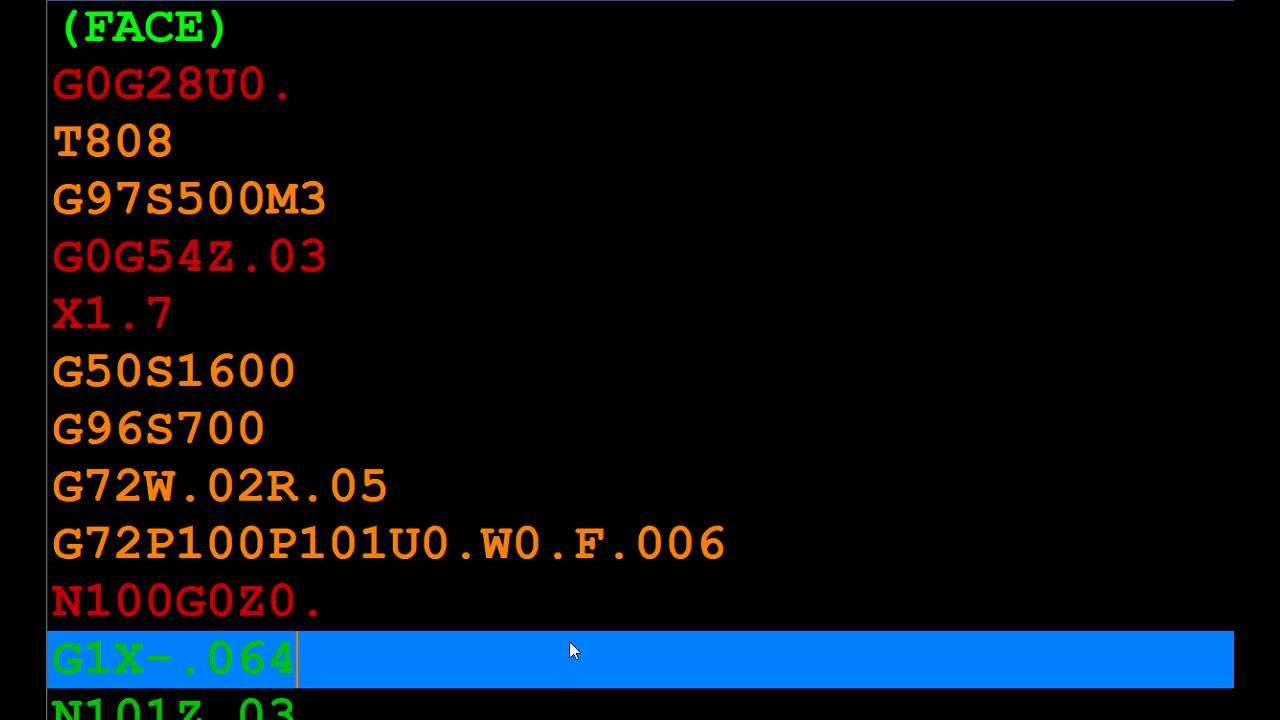 (FACE)
G0G28U0.
T808
G97S500M3
G0G54Z.03
X1.7
G50S1600
G96S700
G72W.02R.05
G72P100P101U0.W0.F.006
N100G0Z0.
G1X-.064
N101Z.03